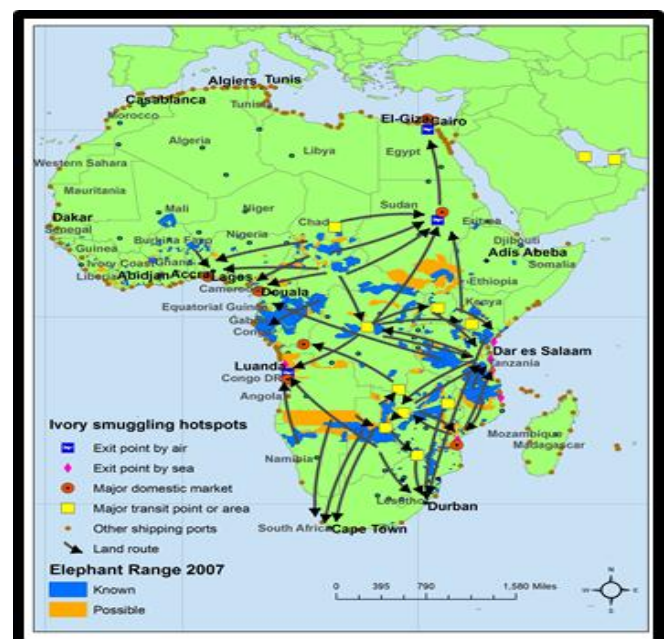 Algiers Tunis
Casablanca
Morocco
Tunisia
El-Giza Cairo
Algeria
Libya
Egypt
Western Sahara
Mauritania
Mali
Niger
Sudan
Chad
Eritrea
Dakar
Senegal
Burkina Faso
Nigeria
Djibouti
Guinea
Adis Abeba
Ivory Coast
Ghana
Somalia
Liberia
Abidjan
Accra
Lagos
Ethiopia
Cameroon
Douala
Equatorial Guinea
Kenya
Gabon
Congo
Dar es Salaam
Tanzania
Luanda
Congo DR
Angola
Ivory smuggling hotspots
Exit point by air
Mozambique
Madagascar
Exit point by sea
Namibia
Major domestic market
Major transit point or area
Lesotho
Durban
Other shipping ports
South Africa
Cape Town
Land route
Elephant Range 2007
Known
Possible
0 395 790 1,580 Miles
N
W E
S